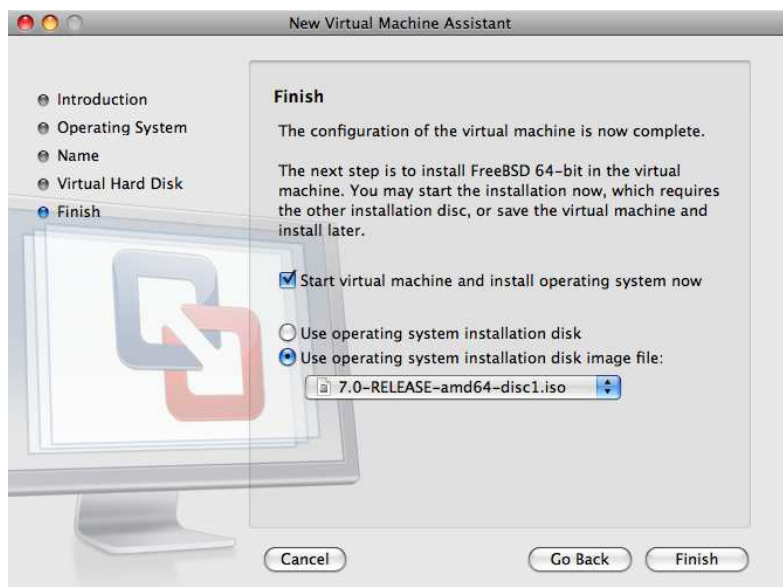 New Virtual Machine Assistant
Introduction
Operating System
Name
Virtual Hard Disk
Finish
Finish
The configuration of the virtual machine is now complete.
The next step is to install FreeBSD 64-bit in the virtual
machine. You may start the installation now, which requires
the other installation disc, or save the virtual machine and
install later.
Start virtual machine and install operating system now
Use operating system installation disk
Use operating system installation disk image file:
7.0-RELEASE-amd64-disc1.iso
Cancel
Go Back
Finish